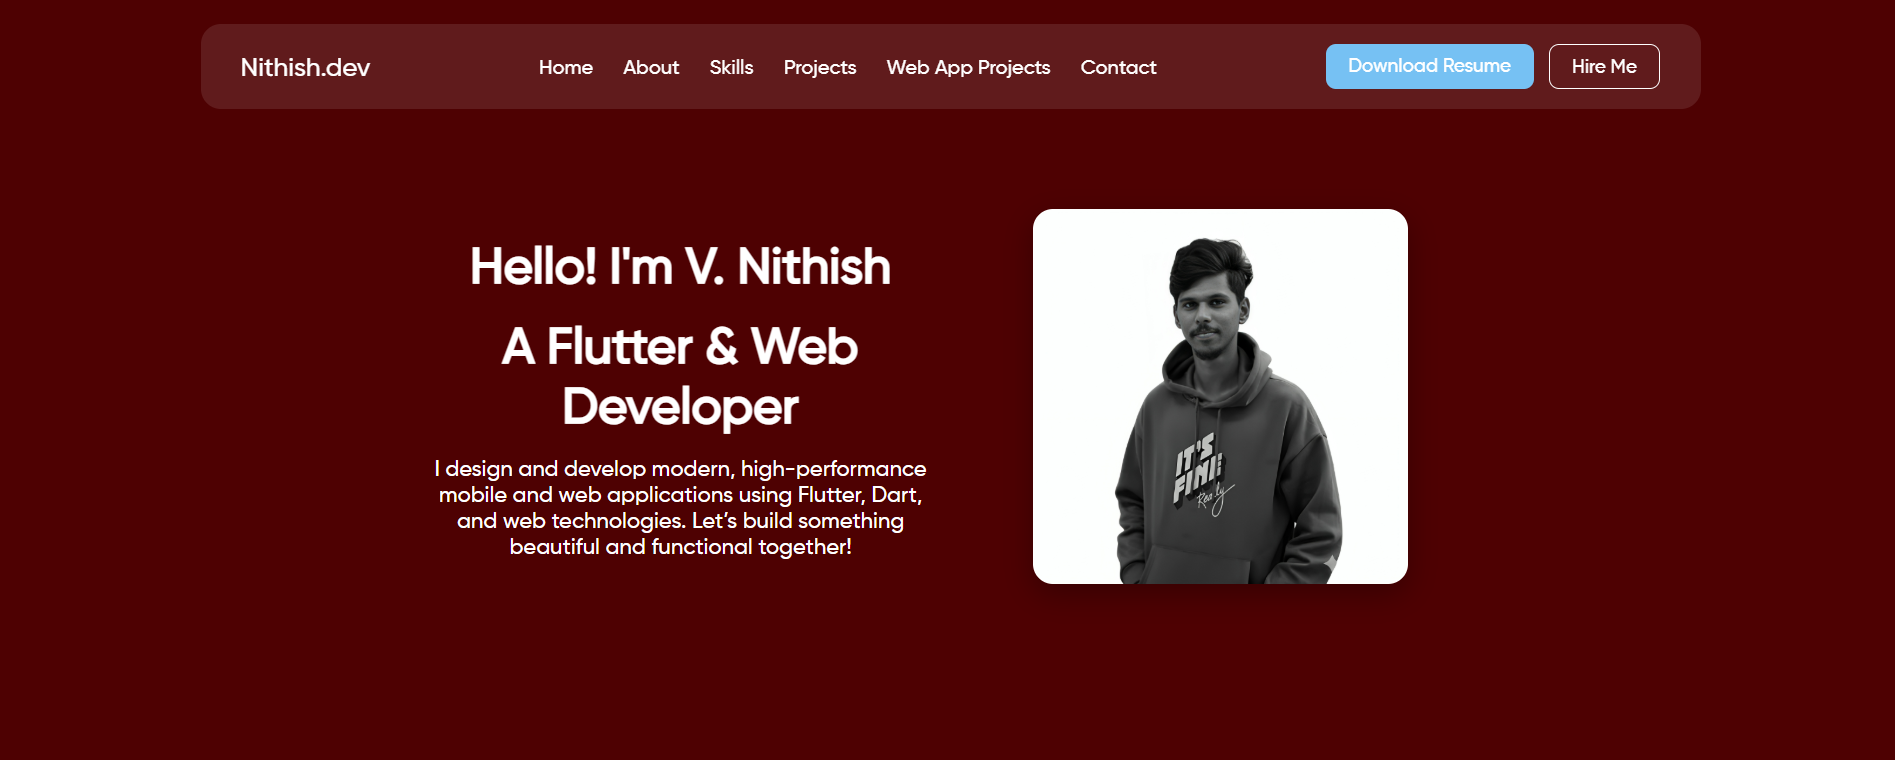 Nithish.dev
Home
About
Skills
Projects
Web App Projects
Contact
Download Resume
Hire Me
Hello! I'm V. Nithish
A Flutter & Web
Developer
I design and develop modern, high-performance
mobile and web applications using Flutter, Dart,
and web technologies. Let’s build something
beautiful and functional together!
IT'S
FINE
Really